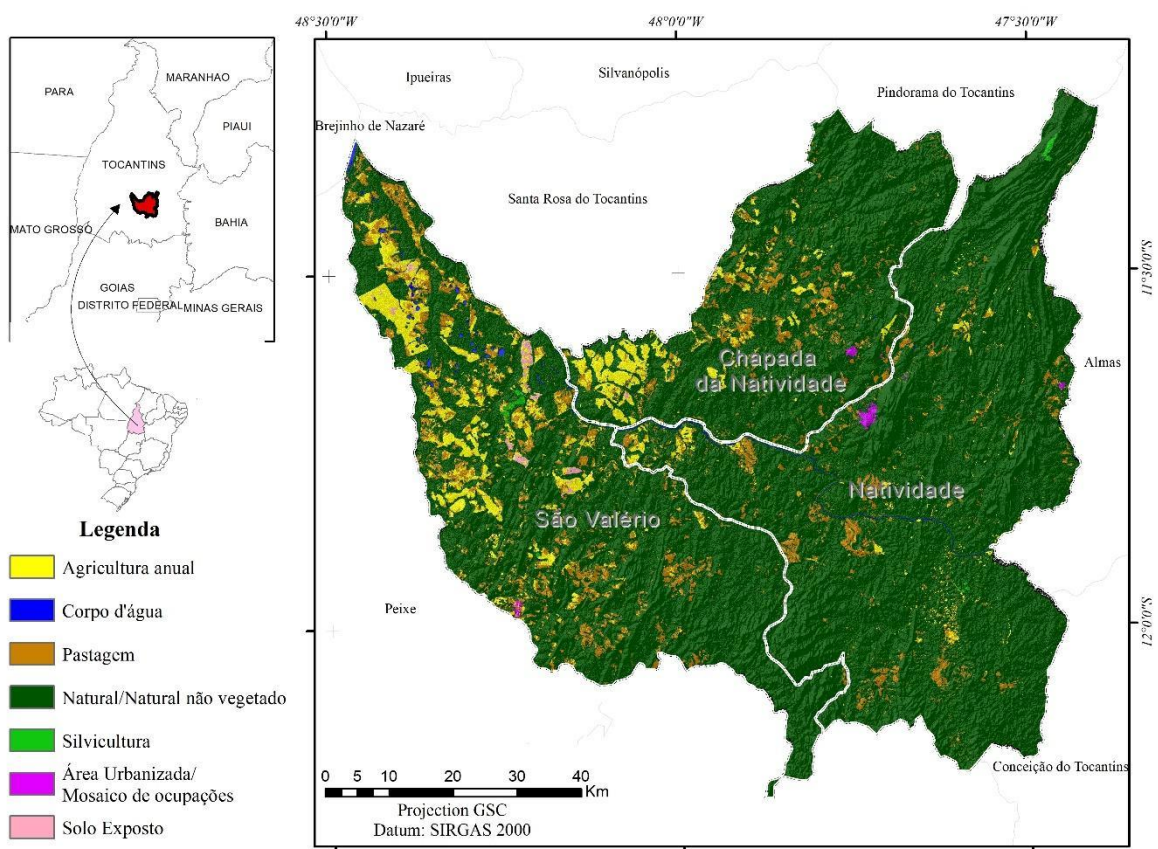 48°30'0"W
48°0'0"W
47°30'0"W
PARA
MARANHAO
PIAUI
TOCANTINS
MATO GROSSO
BAHIA
GOIAS
DISTRITO FEDERAL
MINAS GERAIS
Ipueiras
Silvanópolis
Pindorama do Tocantins
Brejinho de Nazaré
Santa Rosa do Tocantins
11°30'0"S
Chapada
da Natividade
Almas
Natividade
São Valério
Peixe
12°0'0"S
Conceição do Tocantins
Legenda
Agricultura anual
Corpo d'água
Pastagem
Natural/Natural não vegetado
Silvicultura
Área Urbanizada/
Mosaico de ocupações
Solo Exposto
0 5 10 20 30 40
Km
Projection GSC
Datum: SIRGAS 2000